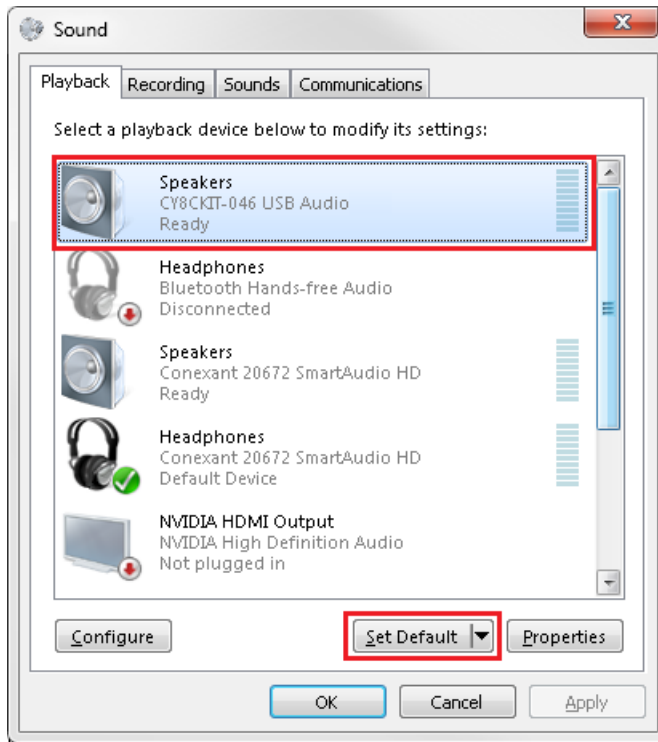 Sound
Playback
Recording
Sounds
Communications
Select a playback device below to modify its settings:
Speakers
CY8CKIT-046 USB Audio
Ready
Headphones
Bluetooth Hands-free Audio
Disconnected
Speakers
Conexant 20672 SmartAudio HD
Ready
Headphones
Conexant 20672 SmartAudio HD
Default Device
NVIDIA HDMI Output
NVIDIA High Definition Audio
Not plugged in
Configure
Set Default
Properties
OK
Cancel
Apply